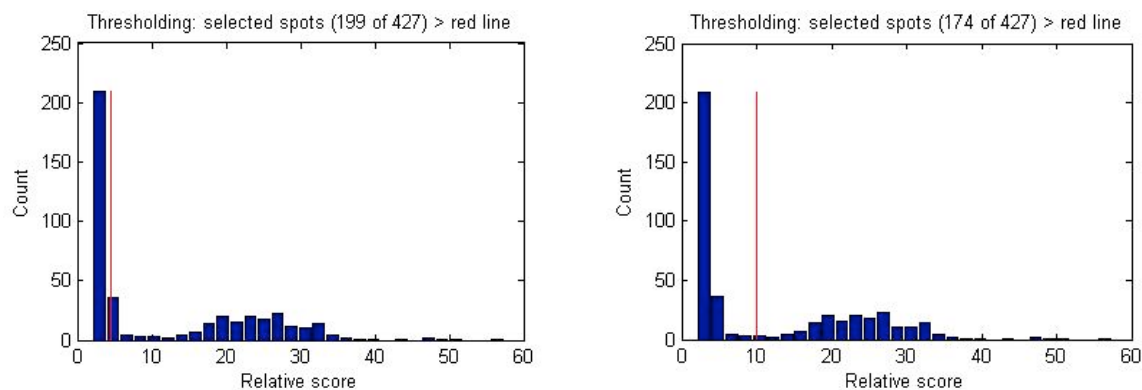 Thresholding: selected spots (199 of 427) > red line
250
200
150
100
50
0
Count
0 10 20 30 40 50 60
Relative score
Thresholding: selected spots (174 of 427) > red line
250
200
150
100
50
0
Count
0 10 20 30 40 50 60
Relative score